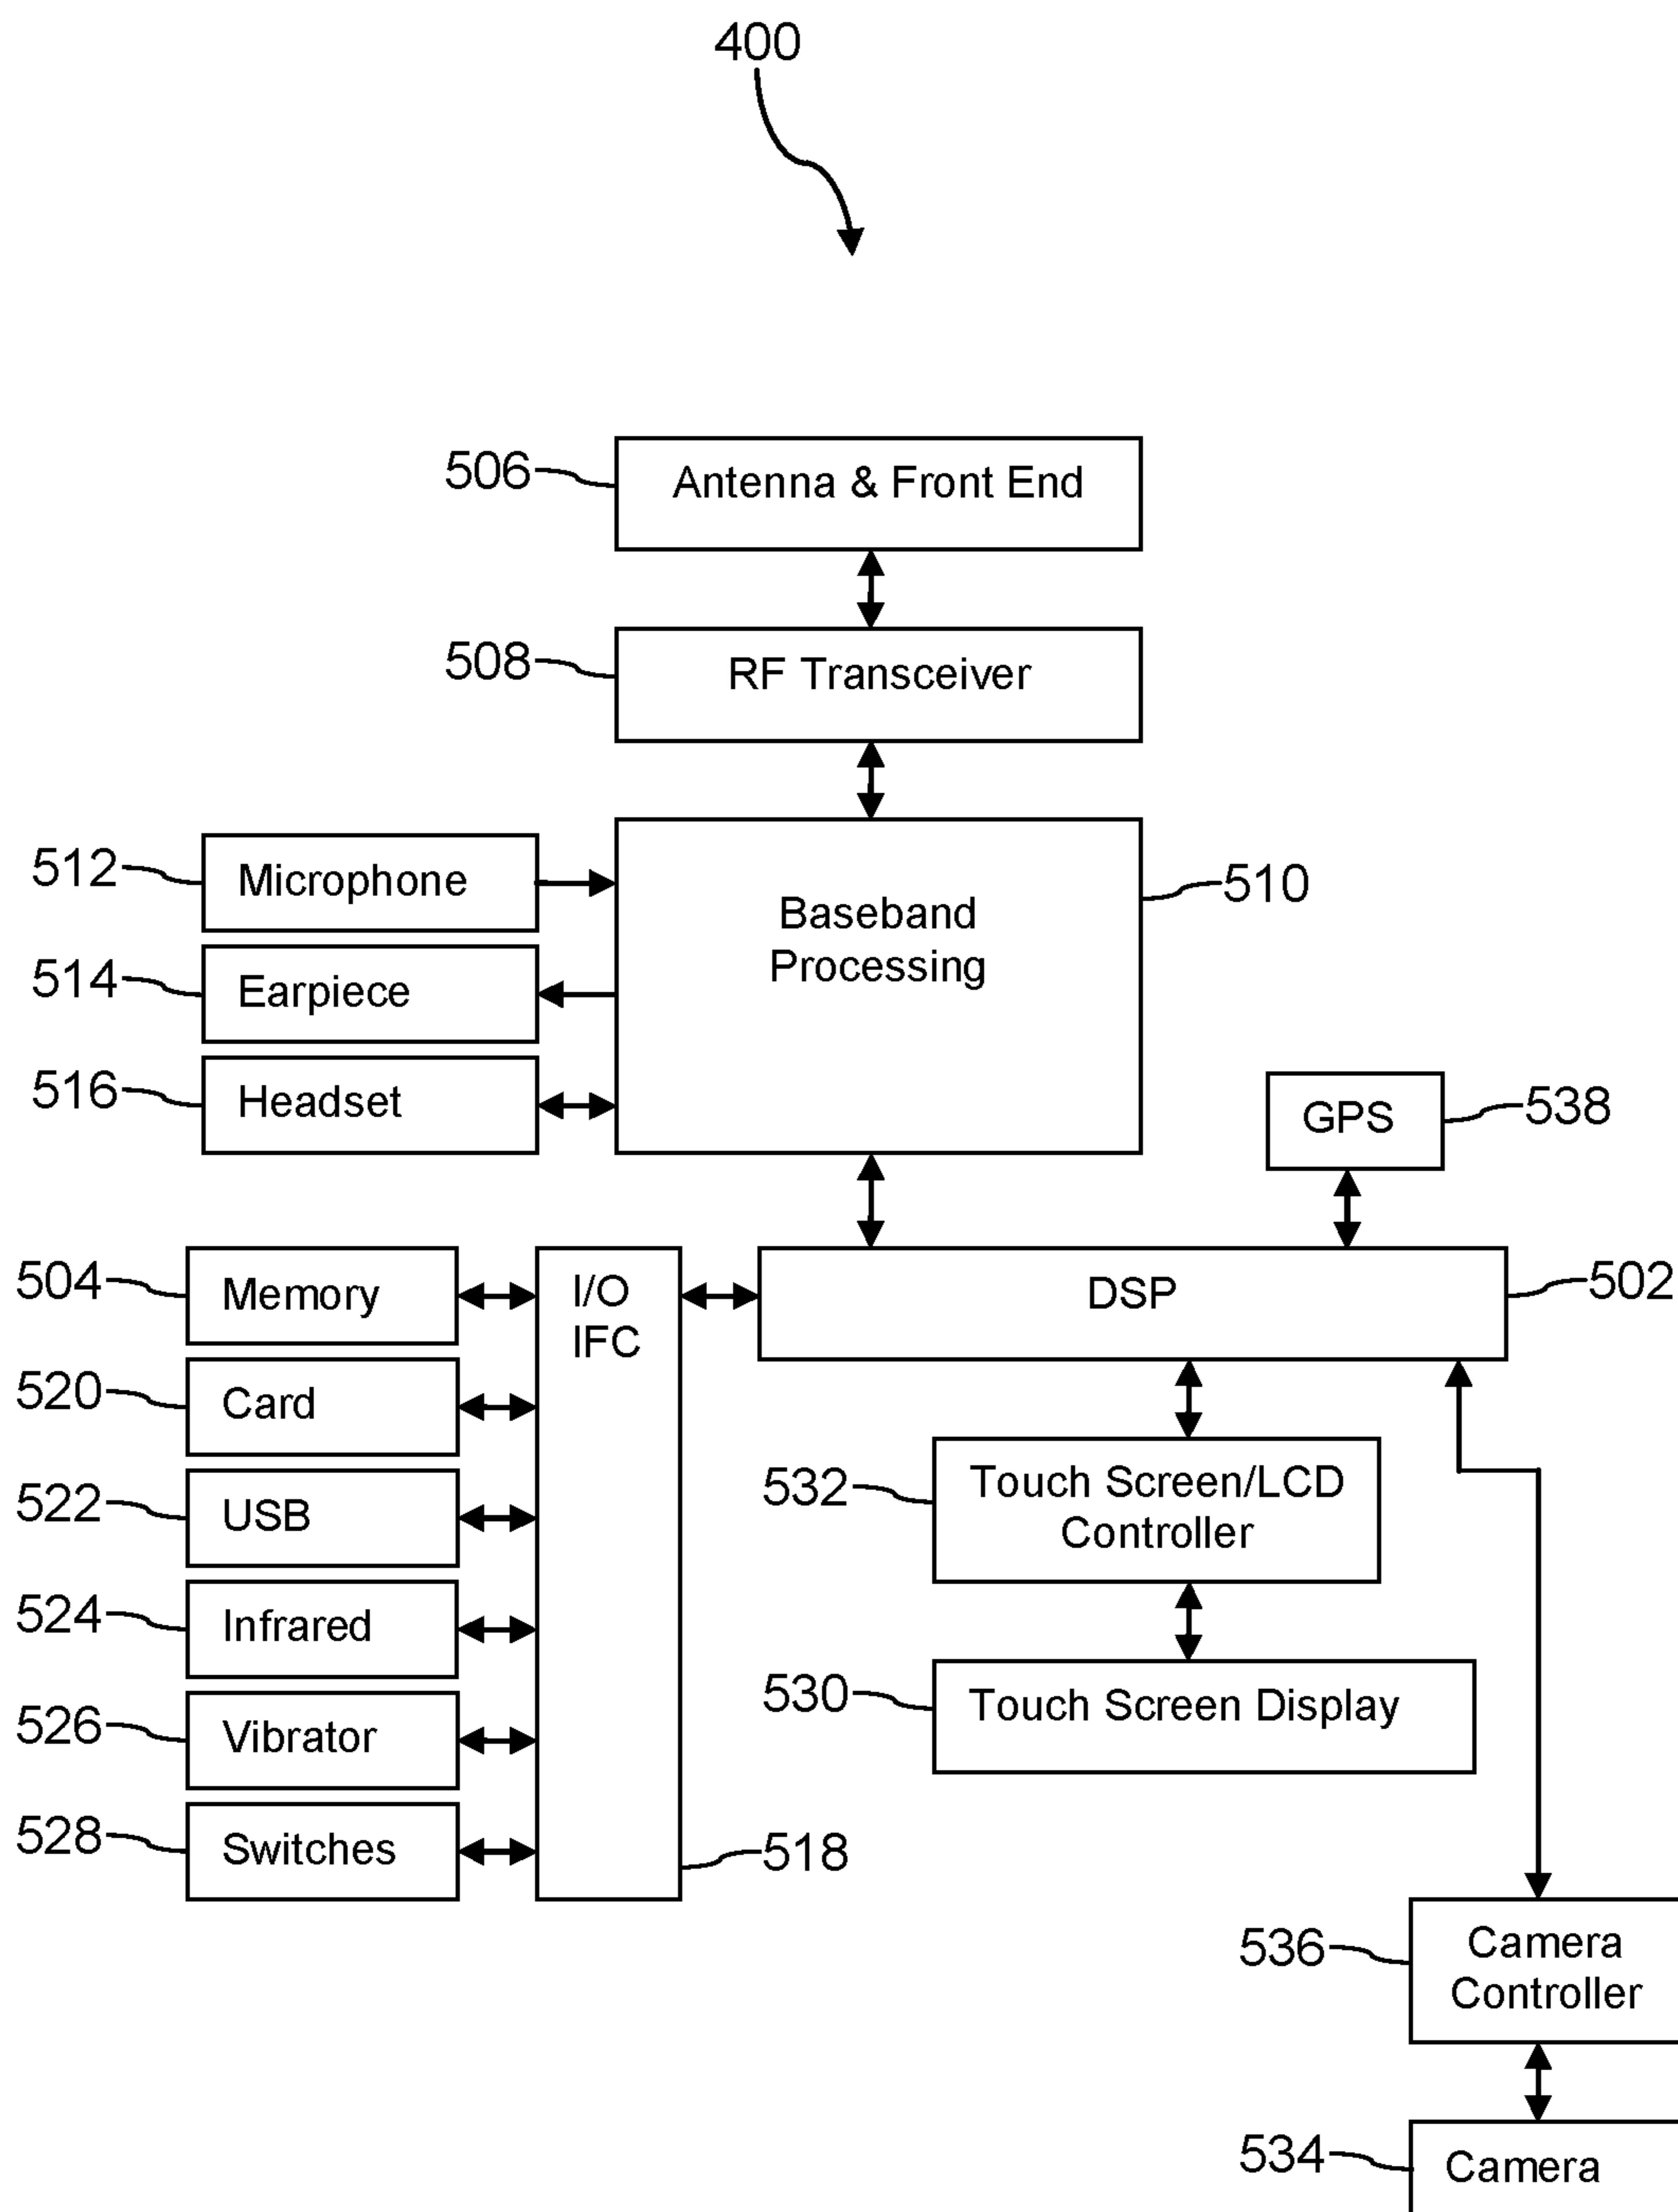 400
506
Antenna & Front End
508
RF Transceiver
512
Microphone
Baseband
Processing
510
514
Earpiece
516
Headset
GPS
538
504
Memory
I/O
IFC
DSP
502
520
Card
522
USB
532
Touch Screen/LCD
Controller
524
Infrared
530
Touch Screen Display
526
Vibrator
528
Switches
518
536
Camera
Controller
534
Camera